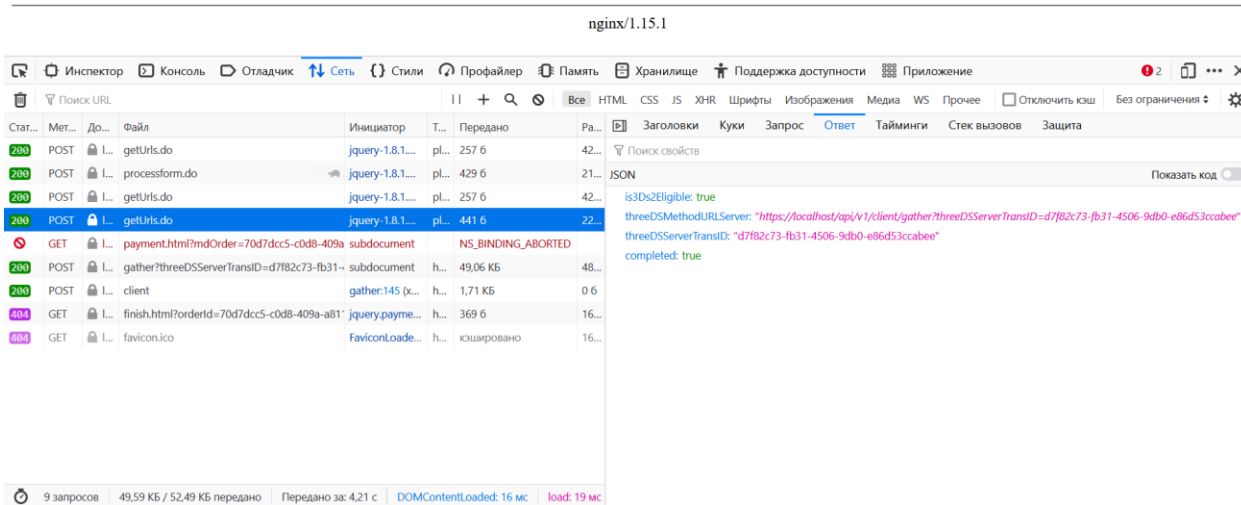 nginx/1.15.1
Инспектор Консоль Отладчик Сеть {} Стили Профайлер Память Хранилище Поддержка доступности Приложение 2
Поиск URL Все HTML CSS JS XHR Шрифты Изображения Медиа WS Прочее Отключить кэш Без ограничения
Стат... Мет... До... Файл Инициатор Т... Передано Ра... Заголовки Куки Запрос Ответ Тайминги Стек вызовов Защита
200 POST l... getUrls.do jquery-1.8.1.... pl... 257 б 42... Поиск свойств
200 POST l... processform.do jquery-1.8.1.... pl... 429 б 21... JSON Показать код
200 POST l... getUrls.do jquery-1.8.1.... pl... 257 б 42... is3Ds2Eligible: true
200 POST l... getUrls.do jquery-1.8.1.... pl... 441 б 22... threeDSMethodURLServer: "https://localhost/api/v1/client/gather?threeDSServerTransID=d7f82c73-fb31-4506-9db0-e86d53ccabee"
GET l... payment.html?mdOrder=70d7dcc5-c0d8-409a subdocument NS_BINDING_ABORTED threeDSServerTransID: "d7f82c73-fb31-4506-9db0-e86d53ccabee"
200 POST l... gather?threeDSServerTransID=d7f82c73-fb31- subdocument h... 49,06 КБ 48... completed: true
200 POST l... client gather:145 (x... h... 1,71 КБ 0 б
404 GET l... finish.html?orderId=70d7dcc5-c0d8-409a-a81 jquery.payme... h... 369 б 16...
404 GET l... favicon.ico FaviconLoade... h... кэшировано 16...
9 запросов 49,59 КБ / 52,49 КБ передано Передано за: 4,21 с DOMContentLoaded: 16 мс load: 19 мс